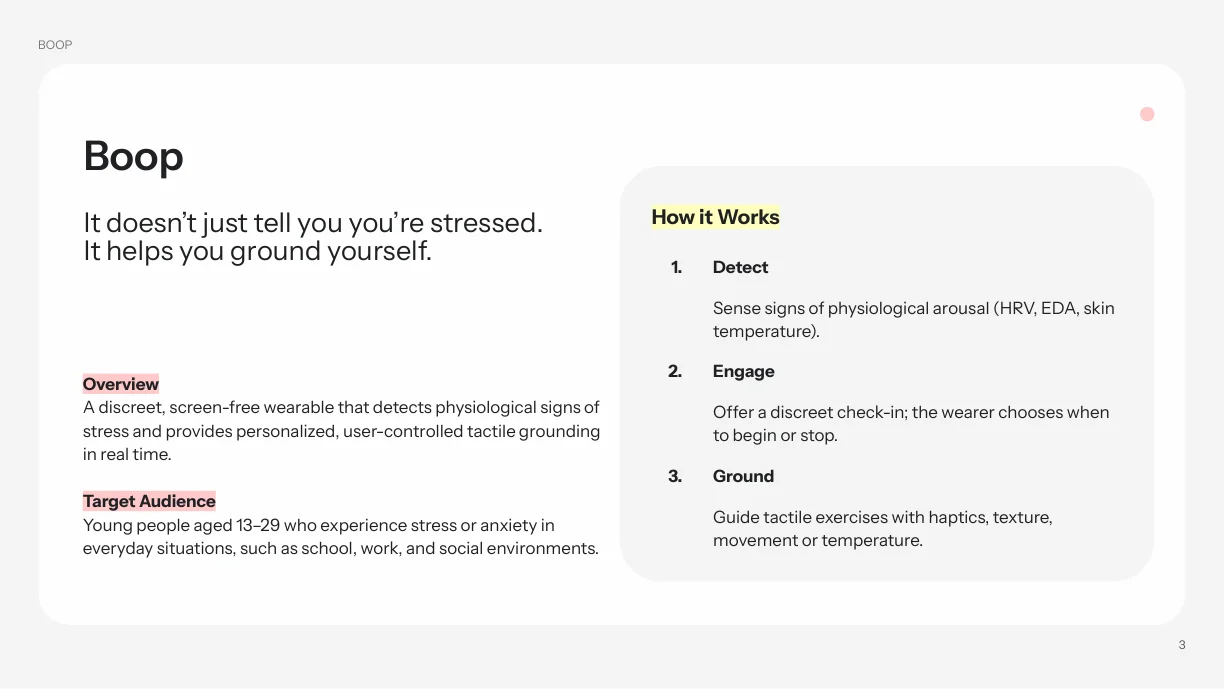 BOOP
Boop
It doesn’t just tell you you’re stressed.
It helps you ground yourself.
Overview
A discreet, screen-free wearable that detects physiological signs of
stress and provides personalized, user-controlled tactile grounding
in real time.
Target Audience
Young people aged 13–29 who experience stress or anxiety in
everyday situations, such as school, work, and social environments.
How it Works
1. Detect
Sense signs of physiological arousal (HRV, EDA, skin
temperature).
2. Engage
Offer a discreet check-in; the wearer chooses when
to begin or stop.
3. Ground
Guide tactile exercises with haptics, texture,
movement or temperature.
3